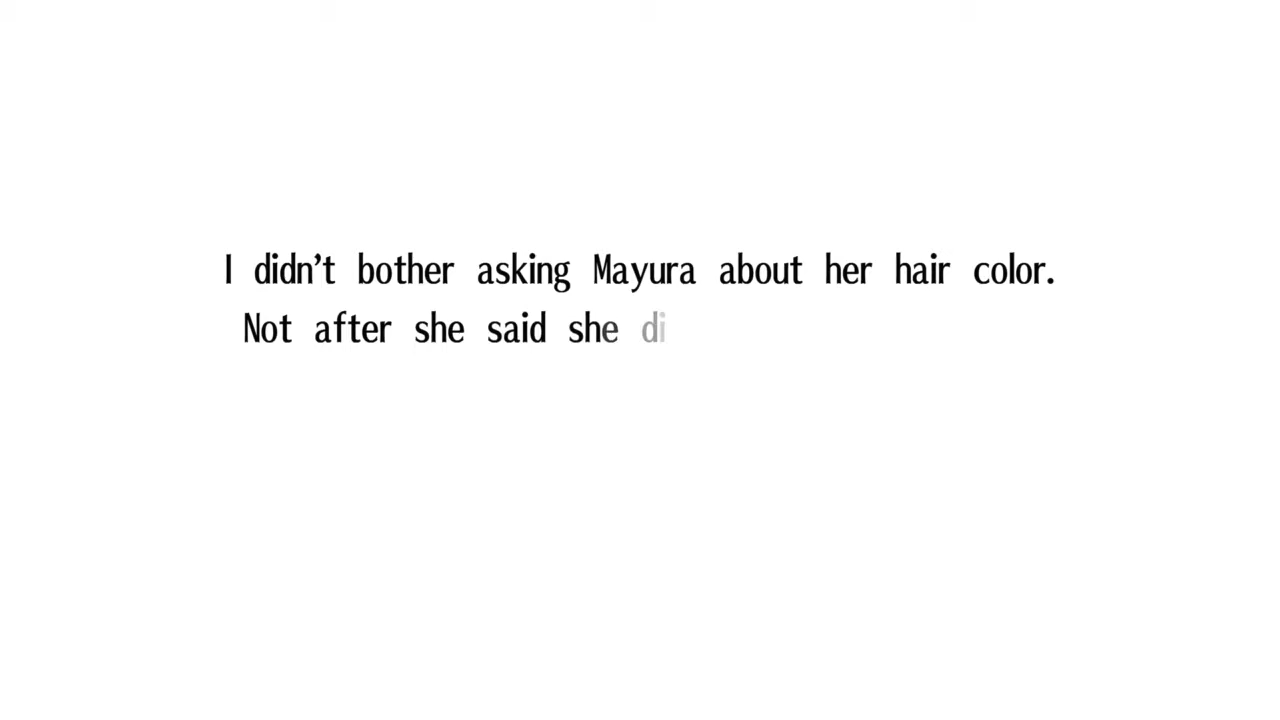 I didn’t bother asking Mayura about her hair color.
Not after she said she di